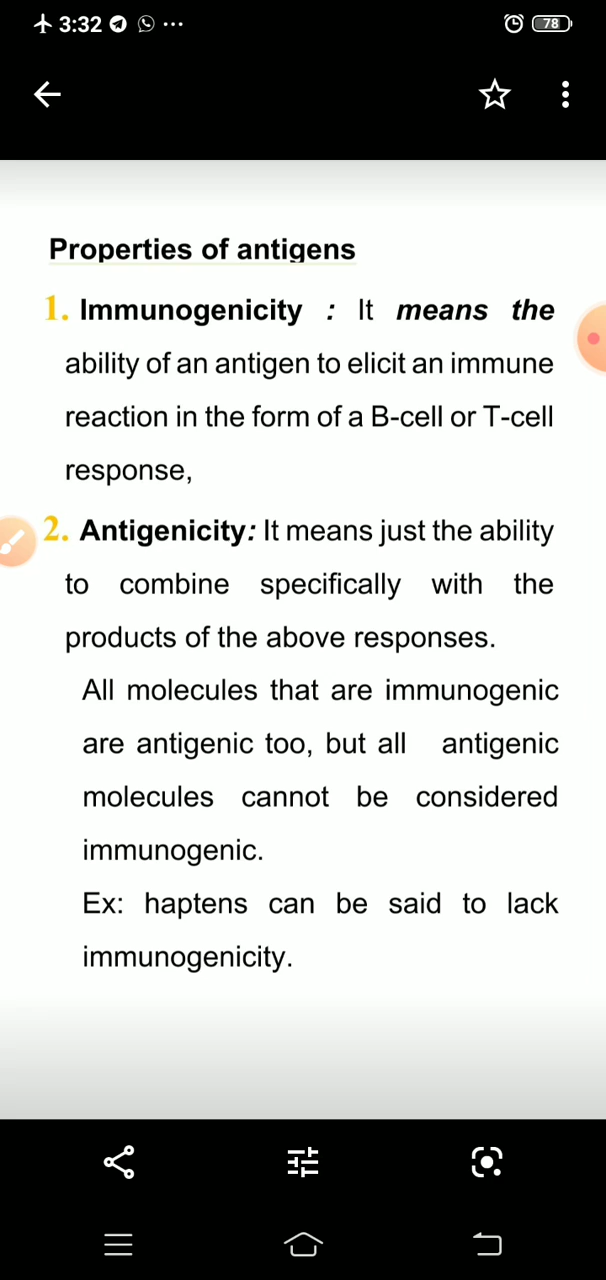 3:32
78
Properties of antigens
1. Immunogenicity : It means the
ability of an antigen to elicit an immune
reaction in the form of a B-cell or T-cell
response,
2. Antigenicity: It means just the ability
to combine specifically with the
products of the above responses.
All molecules that are immunogenic
are antigenic too, but all antigenic
molecules cannot be considered
immunogenic.
Ex: haptens can be said to lack
immunogenicity.